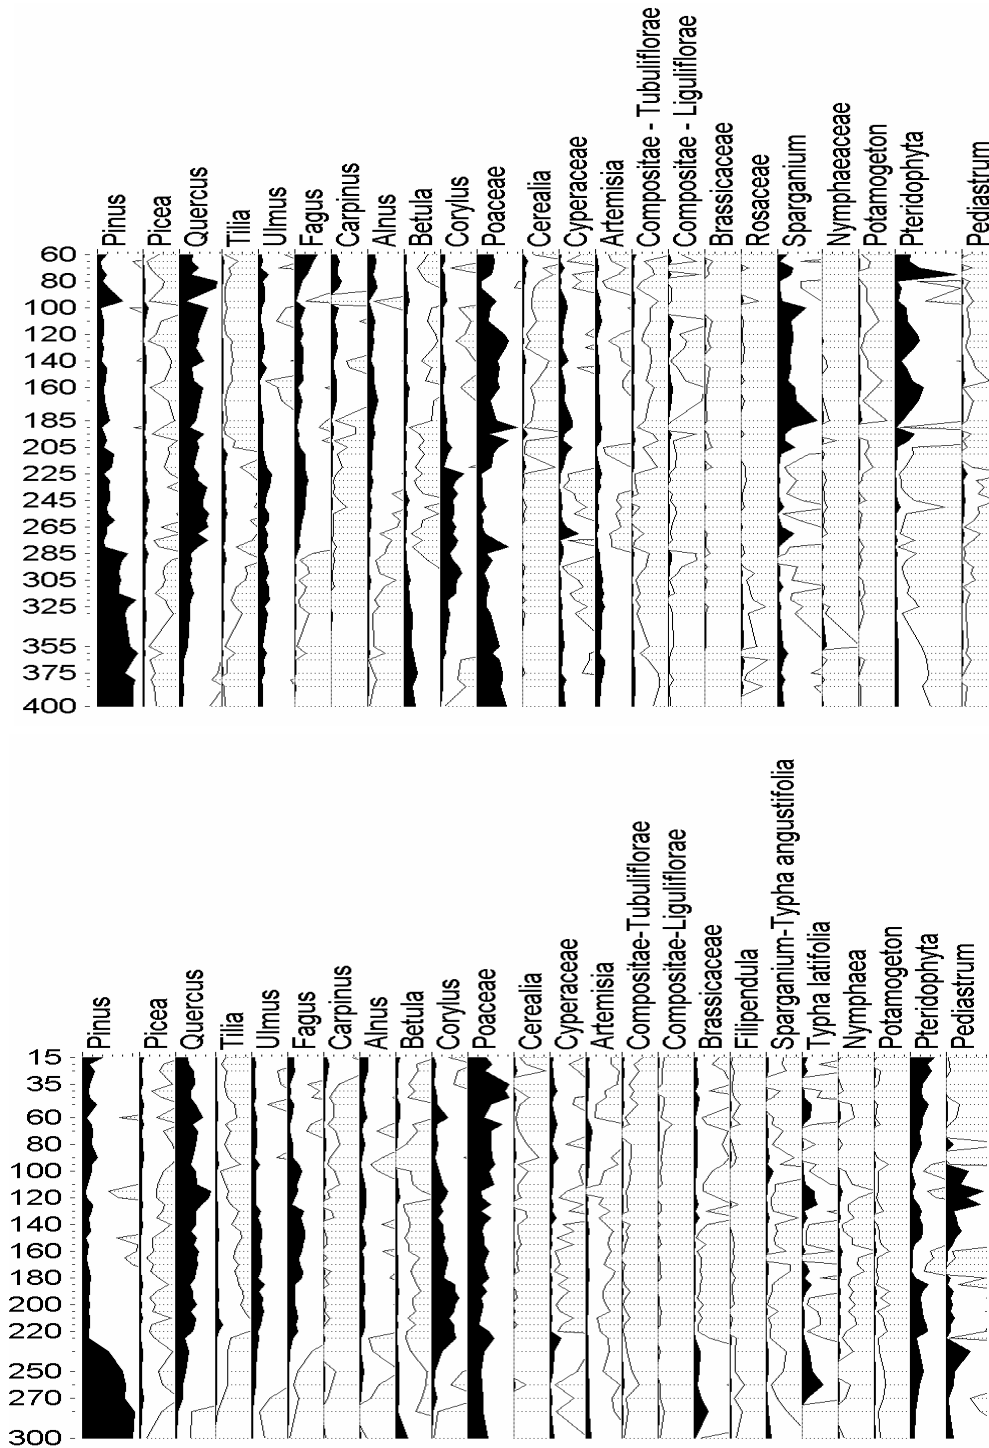 Pinus
Picea
Quercus
Tilia
Ulmus
Fagus
Carpinus
Alnus
Betula
Corylus
Poaceae
Cerealia
Cyperaceae
Artemisia
Compositae - Tubuliflorae
Compositae - Liguliflorae
Brassicaceae
Rosaceae
Sparganium
Nymphaeaceae
Potamogeton
Pteridophyta
Pediastrum
60
80
100
120
140
160
185
205
225
245
265
285
305
325
355
375
400
Pinus
Picea
Quercus
Tilia
Ulmus
Fagus
Carpinus
Alnus
Betula
Corylus
Poaceae
Cerealia
Cyperaceae
Artemisia
Compositae-Tubuliflorae
Compositae-Liguliflorae
Brassicaceae
Filipendula
Sparganium-Typha angustifolia
Typha latifolia
Nymphaea
Potamogeton
Pteridophyta
Pediastrum
15
35
60
80
100
120
140
160
180
200
220
250
270
300